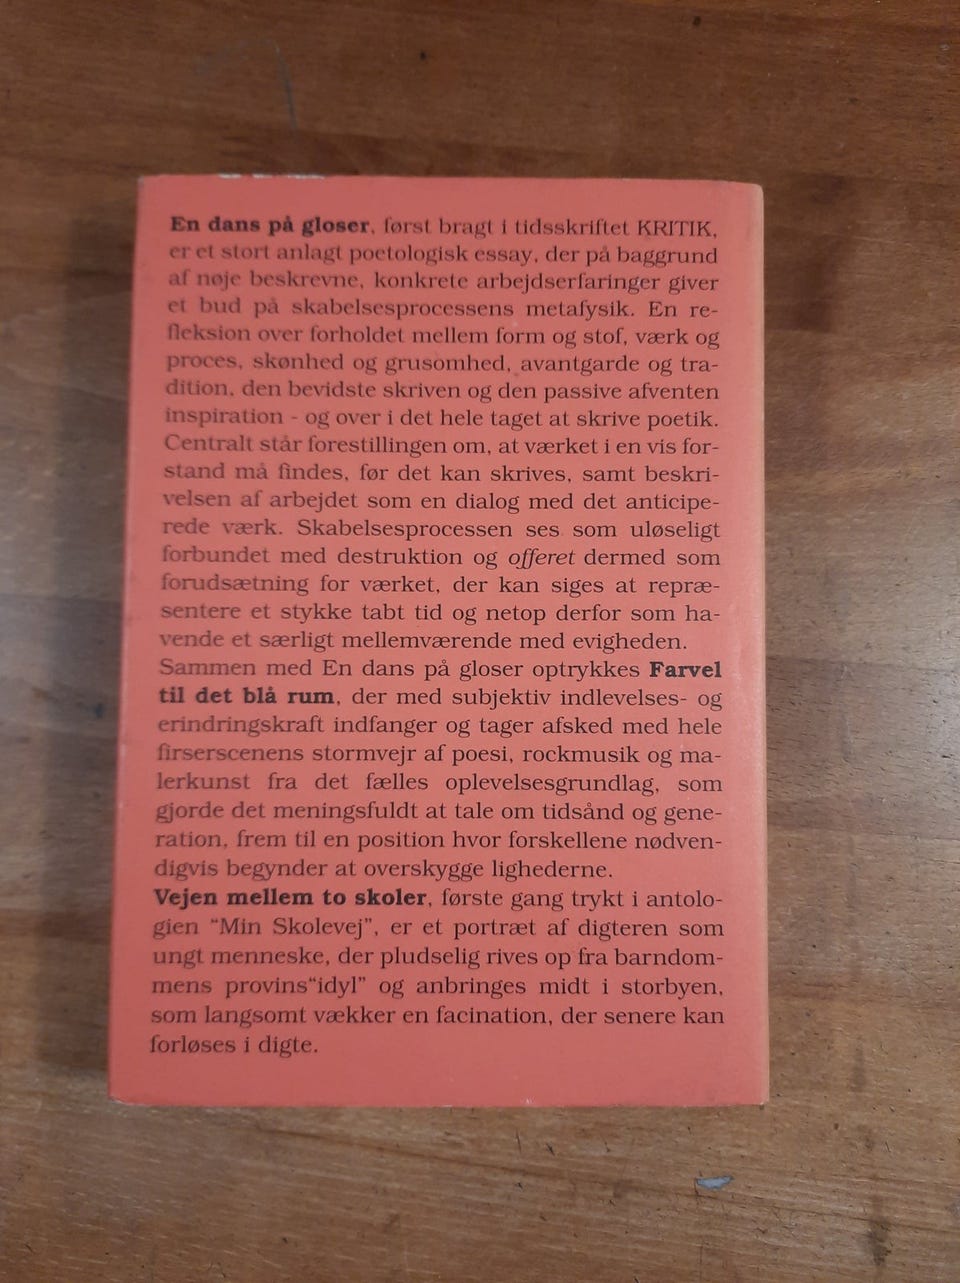 En dans på gloser, først bragt i tidsskriftet KRITIK,
er et stort anlagt poetologisk essay, der på baggrund
af nøje beskrevne, konkrete arbejdserfaringer giver
et bud på skabelsesprocessens metafysik. En re-
fleksion over forholdet mellem form og stof, værk og
proces, skønhed og grusomhed, avantgarde og tra-
dition, den bevidste skriven og den passive afventen
inspiration - og over i det hele taget at skrive poetik.
Centralt står forestillingen om, at værket i en vis for-
stand må findes, før det kan skrives, samt beskri-
velsen af arbejdet som en dialog med det anticipe-
rede værk. Skabelsesprocessen ses som uløseligt
forbundet med destruktion og offeret dermed som
forudsætning for værket, der kan siges at repræ-
sentere et stykke tabt tid og netop derfor som ha-
vende et særligt mellemværende med evigheden.
Sammen med En dans på gloser optrykkes Farvel
til det blå rum, der med subjektiv indlevelses- og
erindringskraft indfanger og tager afsked med hele
firserscenens stormvejr af poesi, rockmusik og ma-
lerkunst fra det fælles oplevelsesgrundlag, som
gjorde det meningsfuldt at tale om tidsånd og gene-
ration, frem til en position hvor forskellene nødven-
digvis begynder at overskygge lighederne.
Vejen mellem to skoler, første gang trykt i antolo-
gien “Min Skolevej”, er et portræt af digteren som
ungt menneske, der pludselig rives op fra barndom-
mens provins“idyl” og anbringes midt i storbyen,
som langsomt vækker en facination, der senere kan
forløses i digte.